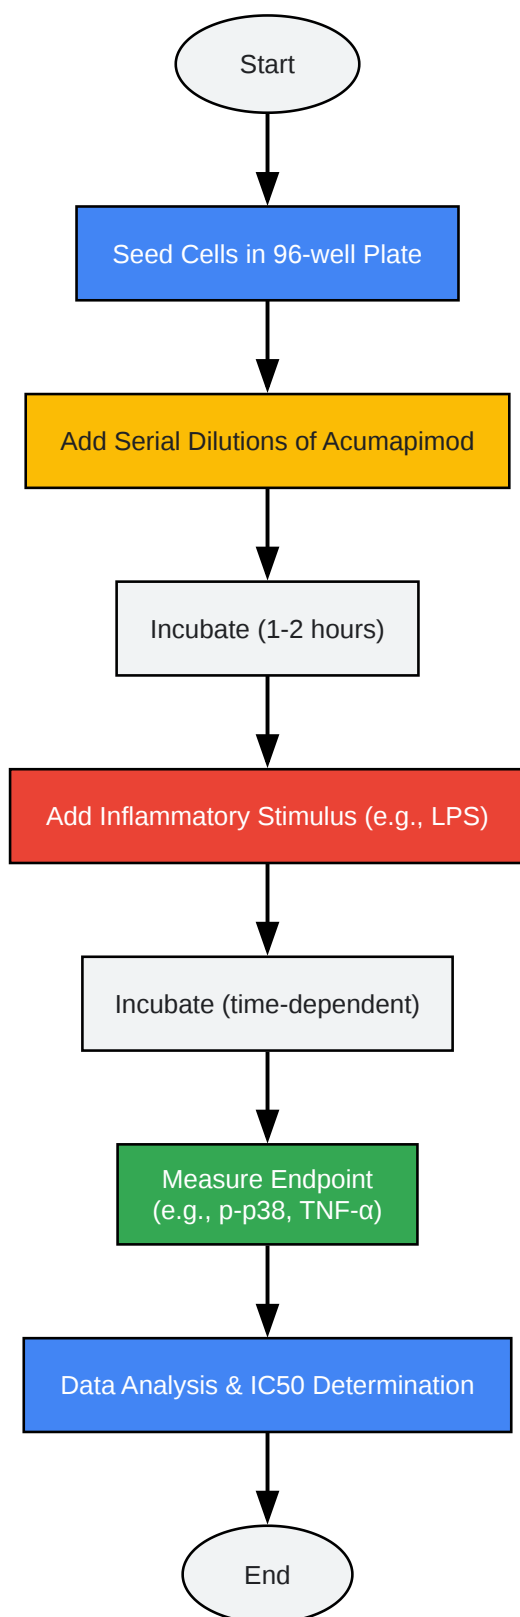 Start
Seed Cells in 96-well Plate
Add Serial Dilutions of Acumapimod
Incubate (1-2 hours)
Add Inflammatory Stimulus (e.g., LPS)
Incubate (time-dependent)
Measure Endpoint
(e.g., p-p38, TNF-α)
Data Analysis & IC50 Determination
End